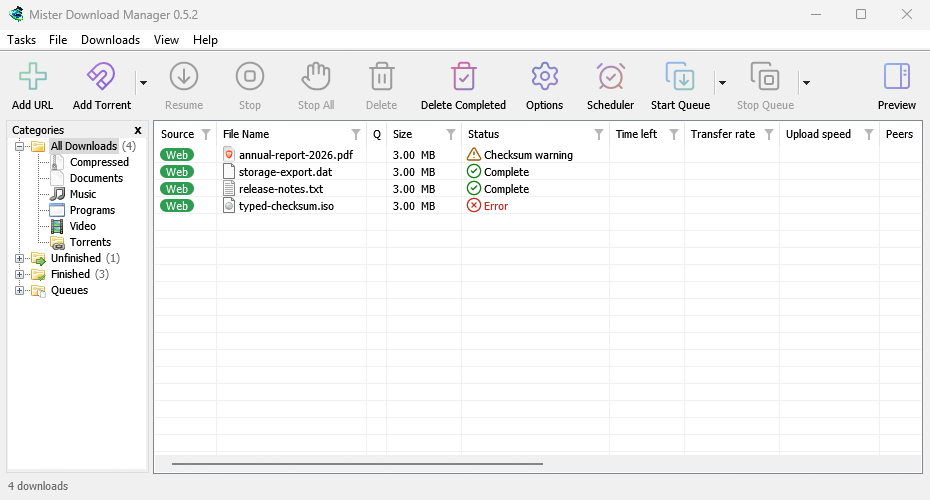 Mister Download Manager 0.5.2
Tasks File Downloads View Help
Add URL Add Torrent Resume Stop Stop All Delete Delete Completed Options Scheduler Start Queue Stop Queue Preview
Categories x
All Downloads (4)
Compressed
Documents
Music
Programs
Video
Torrents
Unfinished (1)
Finished (3)
Queues
Source File Name Q Size Status Time left Transfer rate Upload speed Peers
Web annual-report-2026.pdf 3.00 MB Checksum warning
Web storage-export.dat 3.00 MB Complete
Web release-notes.txt 3.00 MB Complete
Web typed-checksum.iso 3.00 MB Error
4 downloads